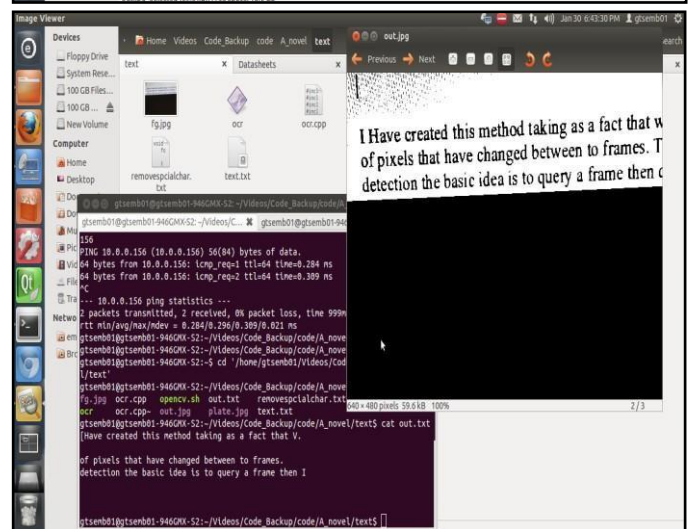 Image Viewer
Jan 30 6:43:30 PM gtsemb01
Devices
Floppy Drive
System Rese...
100 GB Files...
100 GB ...
New Volume
Computer
Home
Desktop
Home Videos Code_Backup code A_novel text
text x Datasheets x
fg.jpg
ocr
ocr.cpp
removespcialchar.
txt
text.txt
out.jpg
Previous Next
I Have created this method taking as a fact that w
of pixels that have changed between to frames. T
detection the basic idea is to query a frame then
640 × 480 pixels 59.6 kB 100% 2 / 3
gtsemb01@gtsemb01-946GMX-S2: ~/Videos/Code_Backup/code/A_
gtsemb01@gtsemb01-946GMX-S2: ~/Videos/C... x gtsemb01@gtsemb01-946
156
PING 10.0.0.156 (10.0.0.156) 56(84) bytes of data.
64 bytes from 10.0.0.156: icmp_req=1 ttl=64 time=0.284 ms
64 bytes from 10.0.0.156: icmp_req=2 ttl=64 time=0.309 ms
^C
--- 10.0.0.156 ping statistics ---
2 packets transmitted, 2 received, 0% packet loss, time 999m
rtt min/avg/max/mdev = 0.284/0.296/0.309/0.021 ms
gtsemb01@gtsemb01-946GMX-S2:~/Videos/Code_Backup/code/A_nove
gtsemb01@gtsemb01-946GMX-S2:~/Videos/Code_Backup/code/A_nove
gtsemb01@gtsemb01-946GMX-S2:~$ cd '/home/gtsemb01/Videos/Cod
l/text'
gtsemb01@gtsemb01-946GMX-S2:~/Videos/Code_Backup/code/A_nove
fg.jpg ocr.cpp opencv.sh out.txt removespcialchar.txt
ocr ocr.cpp~ out.jpg plate.jpg text.txt
gtsemb01@gtsemb01-946GMX-S2:~/Videos/Code_Backup/code/A_novel/text$ cat out.txt
[Have created this method taking as a fact that V.
of pixels that have changed between to frames.
detection the basic idea is to query a frame then I
gtsemb01@gtsemb01-946GMX-S2:~/Videos/Code_Backup/code/A_novel/text$